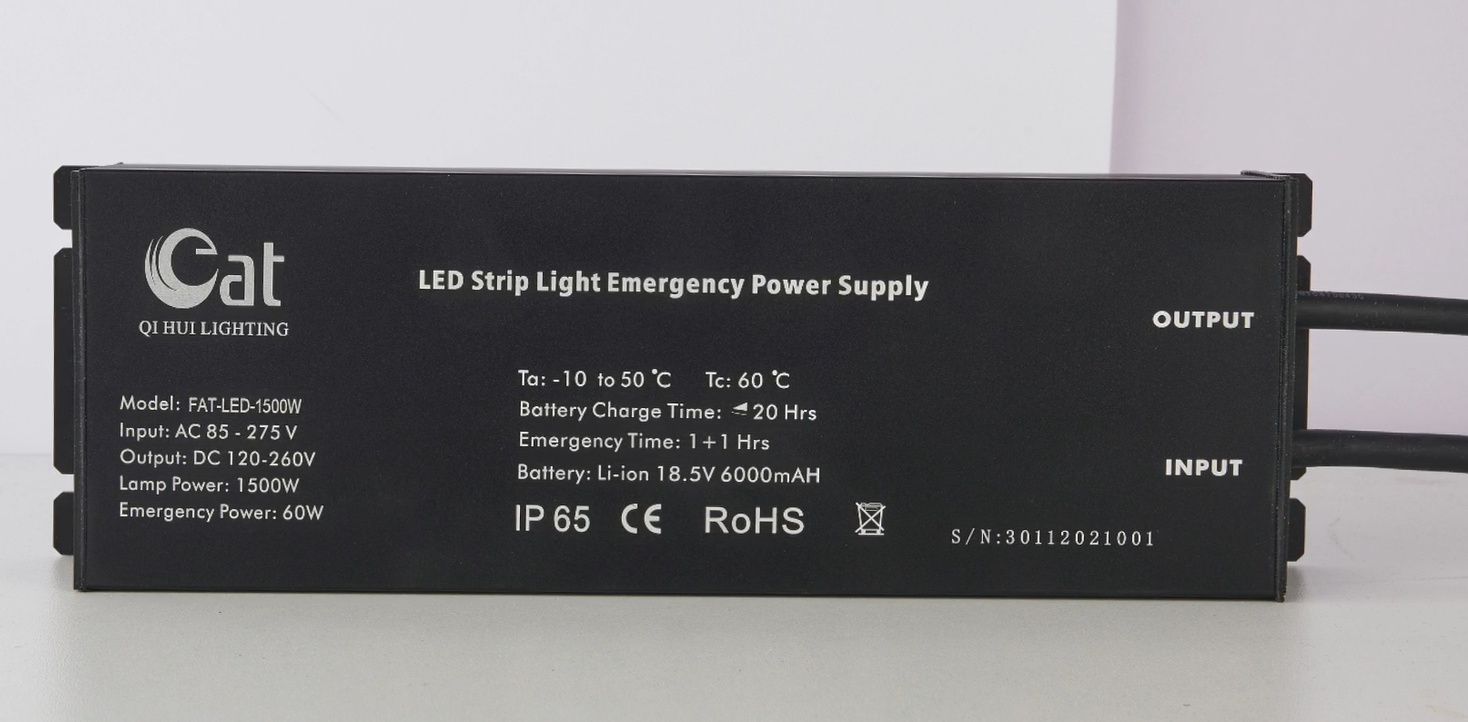 eat
QI HUI LIGHTING
LED Strip Light Emergency Power Supply
OUTPUT
Model: FAT-LED-1500W
Input: AC 85 - 275 V
Output: DC 120-260V
Lamp Power: 1500W
Emergency Power: 60W
Ta: -10 to 50 ℃ Tc: 60 ℃
Battery Charge Time: ⋜ 20 Hrs
Emergency Time: 1+1 Hrs
Battery: Li-ion 18.5V 6000mAH
IP 65 CE RoHS
INPUT
S/N:30112021001